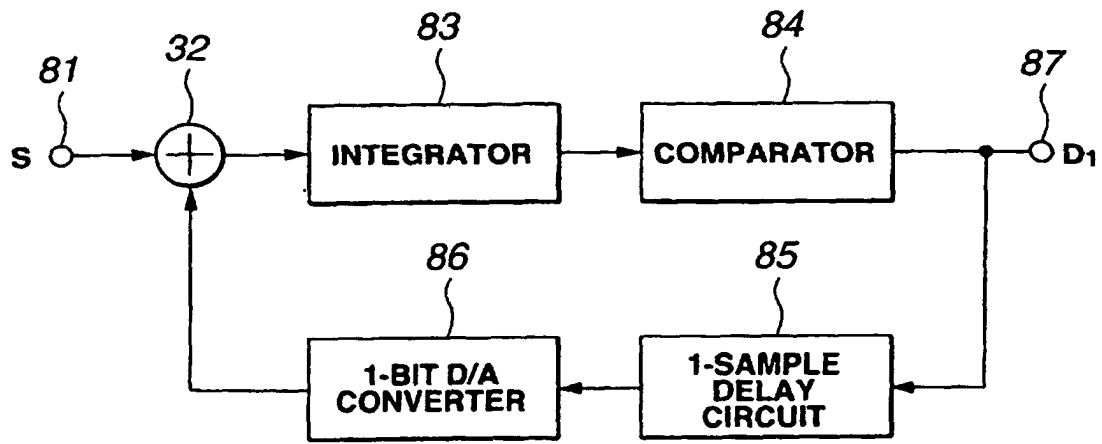 81
32
83
84
87
S
INTEGRATOR
COMPARATOR
D1
86
85
1-BIT D/A
CONVERTER
1-SAMPLE
DELAY
CIRCUIT